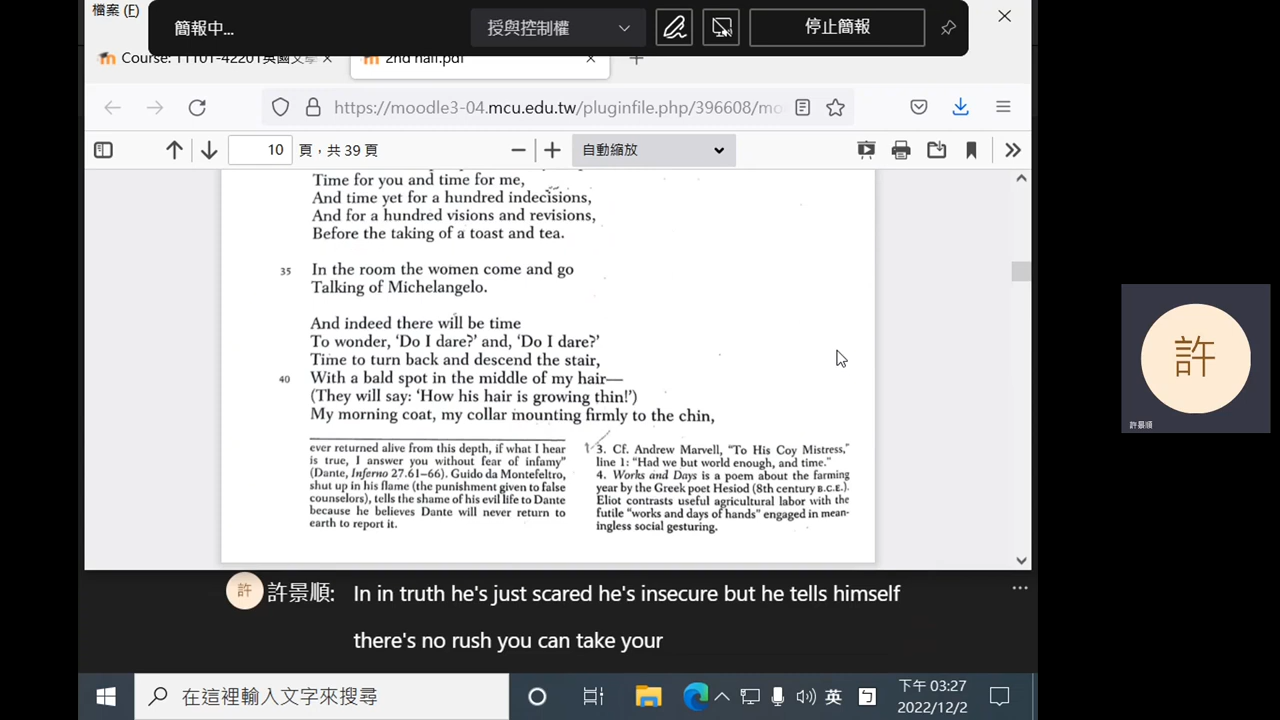 檔案 (F)
簡報中...
授與控制權
停止簡報
Course: 11101-42201英國文學
2nd half.pdf
https://moodle3-04.mcu.edu.tw/pluginfile.php/396608/mo
10 頁，共 39 頁
自動縮放
Time for you and time for me,
And time yet for a hundred indecisions,
And for a hundred visions and revisions,
Before the taking of a toast and tea.
35 In the room the women come and go
Talking of Michelangelo.
And indeed there will be time
To wonder, ‘Do I dare?’ and, ‘Do I dare?’
Time to turn back and descend the stair,
40 With a bald spot in the middle of my hair—
(They will say: ‘How his hair is growing thin!’)
My morning coat, my collar mounting firmly to the chin,
ever returned alive from this depth, if what I hear
is true, I answer you without fear of infamy”
(Dante, Inferno 27.61–66). Guido da Montefeltro,
shut up in his flame (the punishment given to false
counselors), tells the shame of his evil life to Dante
because he believes Dante will never return to
earth to report it.
3. Cf. Andrew Marvell, “To His Coy Mistress,”
line 1: “Had we but world enough, and time.”
4. Works and Days is a poem about the farming
year by the Greek poet Hesiod (8th century B.C.E.).
Eliot contrasts useful agricultural labor with the
futile “works and days of hands” engaged in mean-
ingless social gesturing.
許
許
許景順
許景順: In in truth he's just scared he's insecure but he tells himself
there's no rush you can take your
在這裡輸入文字來搜尋
英
下午 03:27
2022/12/2